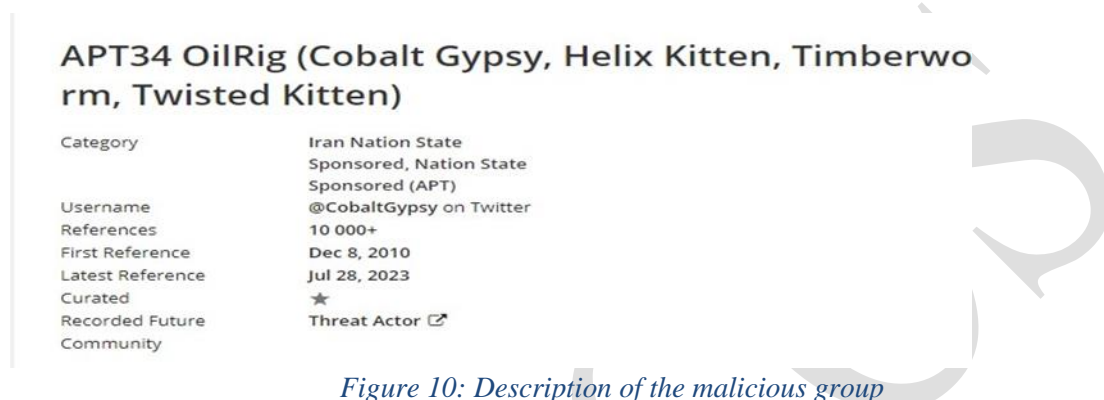 APT34 OilRig (Cobalt Gypsy, Helix Kitten, Timberwo
rm, Twisted Kitten)
Category Iran Nation State
Sponsored, Nation State
Sponsored (APT)
Username @CobaltGypsy on Twitter
References 10 000+
First Reference Dec 8, 2010
Latest Reference Jul 28, 2023
Curated ★
Recorded Future Threat Actor
Community
Figure 10: Description of the malicious group